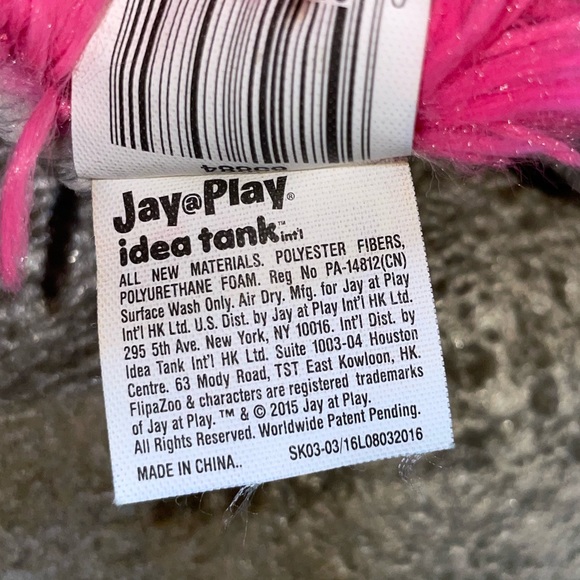 Jay@Play®
idea tank™ int'l
ALL NEW MATERIALS. POLYESTER FIBERS,
POLYURETHANE FOAM. Reg No PA-14812(CN)
Surface Wash Only. Air Dry. Mfg. for Jay at Play
Int'l HK Ltd. U.S. Dist. by Jay at Play Int'l HK Ltd.
295 5th Ave. New York, NY 10016. Int'l Dist. by
Idea Tank Int'l HK Ltd. Suite 1003-04 Houston
Centre. 63 Mody Road, TST East Kowloon, HK.
FlipaZoo & characters are registered trademarks
of Jay at Play. ™ & © 2015 Jay at Play.
All Rights Reserved. Worldwide Patent Pending.
SK03-03/16L08032016
MADE IN CHINA..